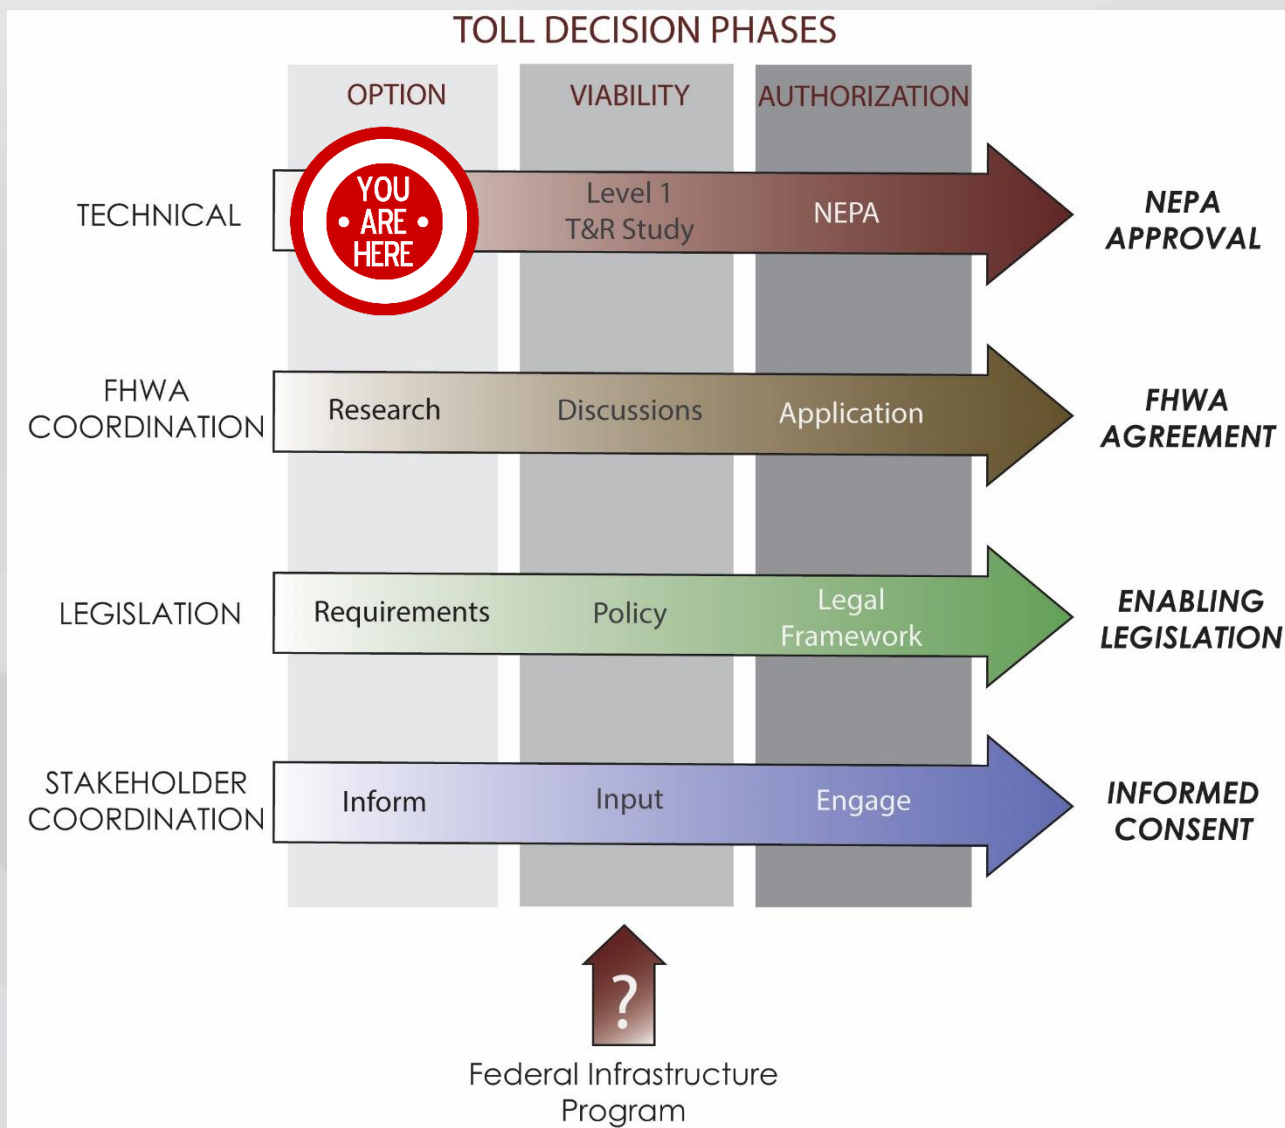 TOLL DECISION PHASES
OPTION
VIABILITY
AUTHORIZATION
TECHNICAL
YOU
• ARE •
HERE
Level 1
T&R Study
NEPA
NEPA
APPROVAL
FHWA
COORDINATION
Research
Discussions
Application
FHWA
AGREEMENT
LEGISLATION
Requirements
Policy
Legal
Framework
ENABLING
LEGISLATION
STAKEHOLDER
COORDINATION
Inform
Input
Engage
INFORMED
CONSENT
?
Federal Infrastructure
Program